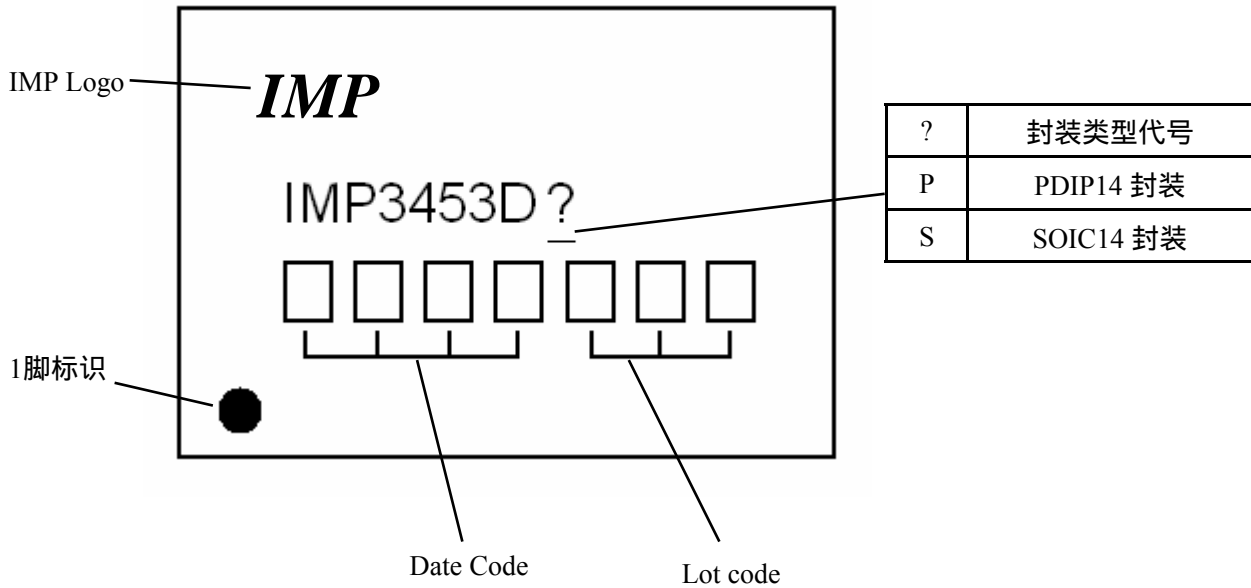 IMP Logo
IMP
IMP3453D?
? 封装类型代号
P PDIP14 封装
S SOIC14 封装
1脚标识
Date Code
Lot code